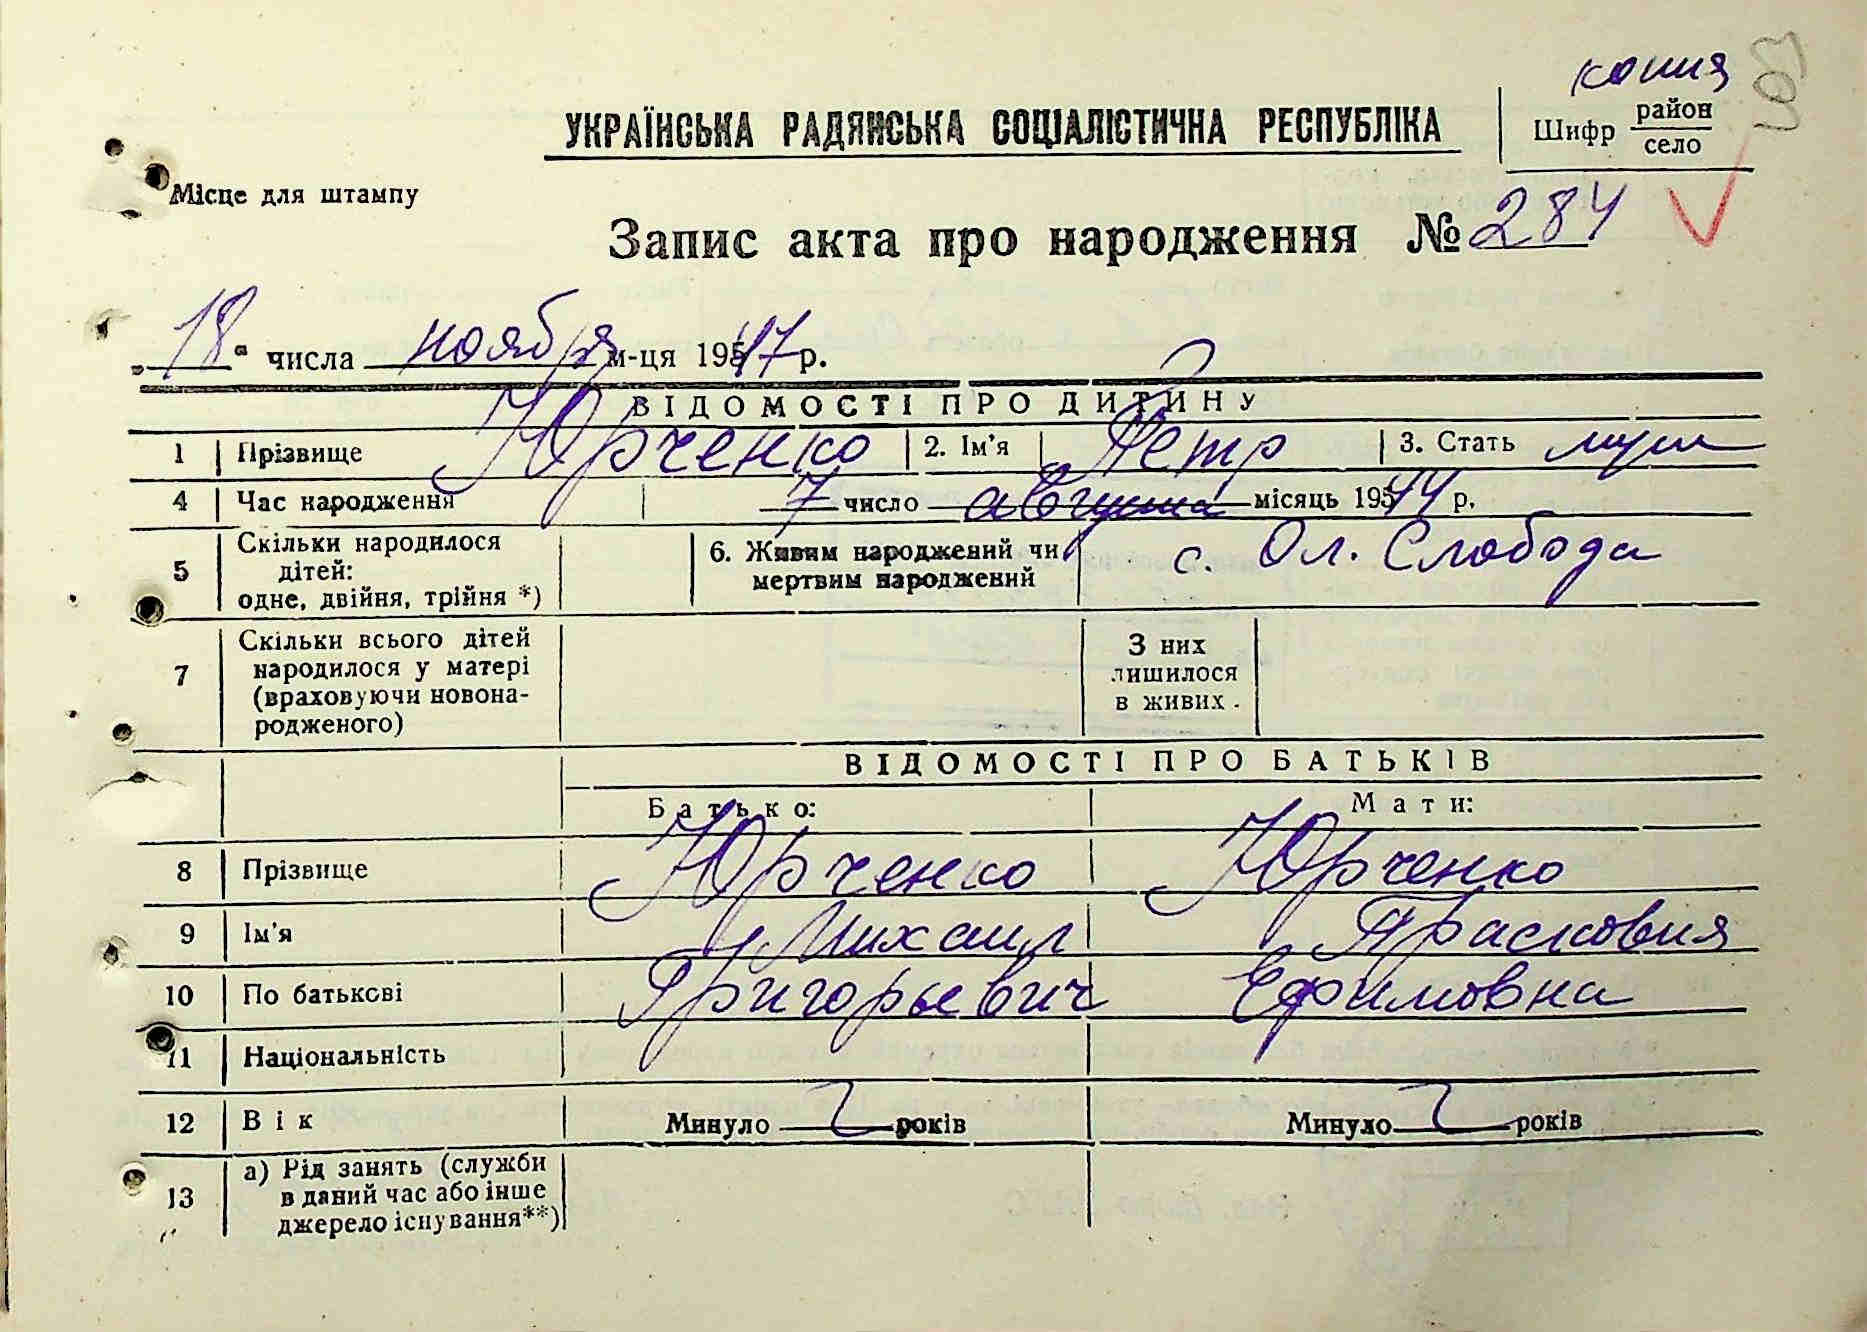 копия
УКРАЇНСЬКА РАДЯНСЬКА СОЦІАЛІСТИЧНА РЕСПУБЛІКА
Шифр район
село
Місце для штампу
Запис акта про народження № 284
„18“ числа ноября м-ця 1947 р.
ВІДОМОСТІ ПРО ДИТИНУ
1 Прізвище Юрченко 2. Ім'я Петр 3. Стать муж
4 Час народження 7 число августа місяць 1944 р.
5 Скільки народилося дітей: одне, двійня, трійня *) 6. Живим народжений чи мертвим народжений с. Ол. Слобода
7 Скільки всього дітей народилося у матері (враховуючи новонародженого) З них лишилося в живих.
ВІДОМОСТІ ПРО БАТЬКІВ
Батько: Мати:
8 Прізвище Юрченко Юрченко
9 Ім'я Михаил Прасковия
10 По батькові Григорьевич Ефимовна
11 Національність
12 Вік Минуло років Минуло років
13 а) Рід занять (служби в даний час або інше джерело існування**)